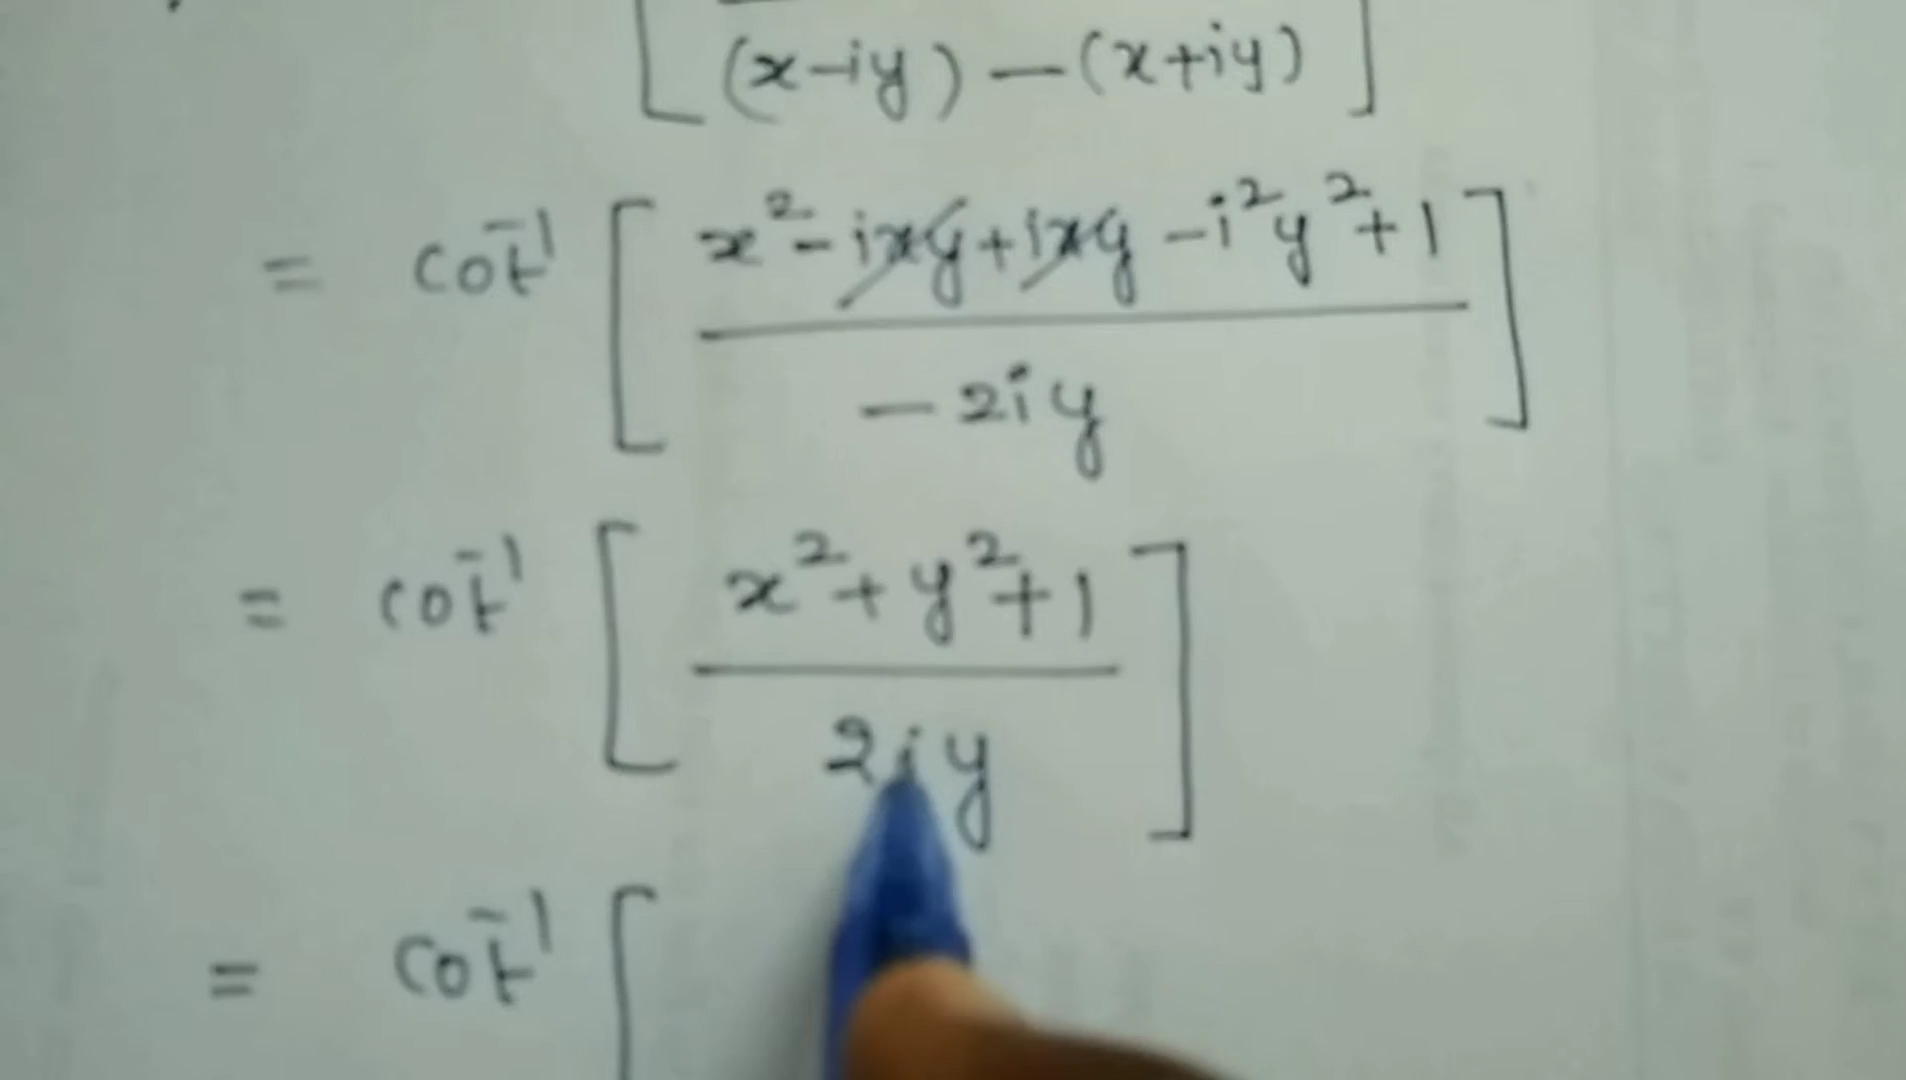 [ (x-iy) - (x+iy) ]
= cot⁻¹ [ x² - ixy + ixy - i²y² + 1 / -2iy ]
= cot⁻¹ [ x² + y² + 1 / 2iy ]
= cot⁻¹ [